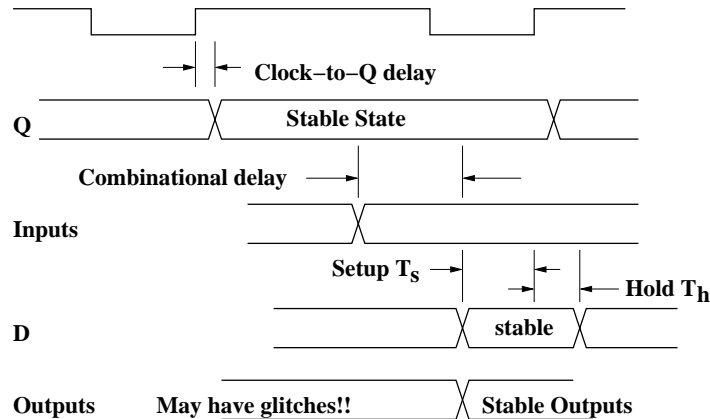 Clock−to−Q delay
Q Stable State
Combinational delay
Inputs
Setup Ts
Hold Th
D stable
Outputs May have glitches!! Stable Outputs